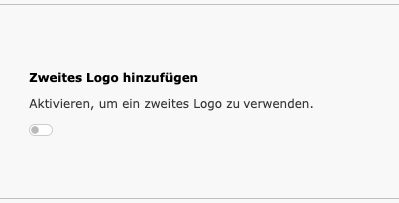 Zweites Logo hinzufügen
Aktivieren, um ein zweites Logo zu verwenden.